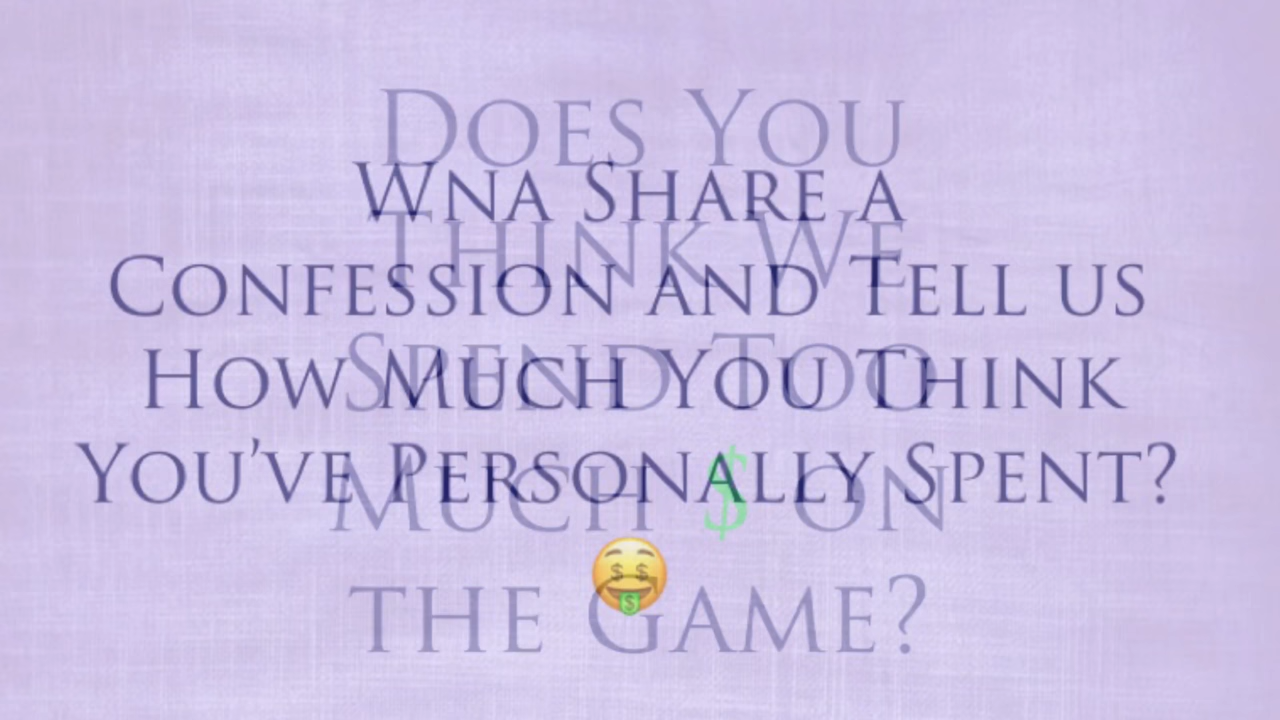 Does You
Think We
Spend Too
Much $ on
the Game?
Wna Share a
Confession and Tell us
How Much You Think
You've Personally Spent?
🤑